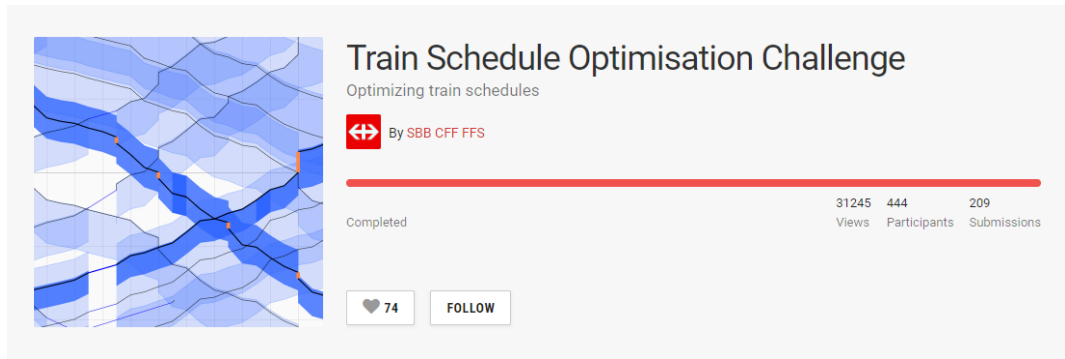 Train Schedule Optimisation Challenge
Optimizing train schedules
By SBB CFF FFS
31245 444 209
Completed Views Participants Submissions
74 FOLLOW